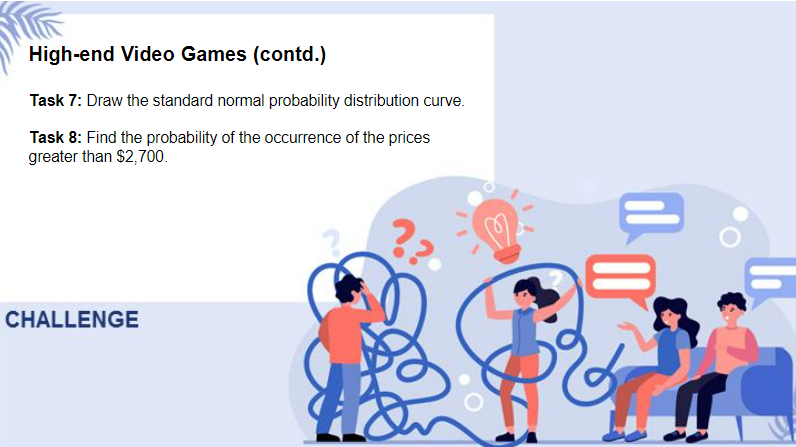 High-end Video Games (contd.)
Task 7: Draw the standard normal probability distribution curve.
Task 8: Find the probability of the occurrence of the prices
greater than $2,700.
? ? ?
?
CHALLENGE